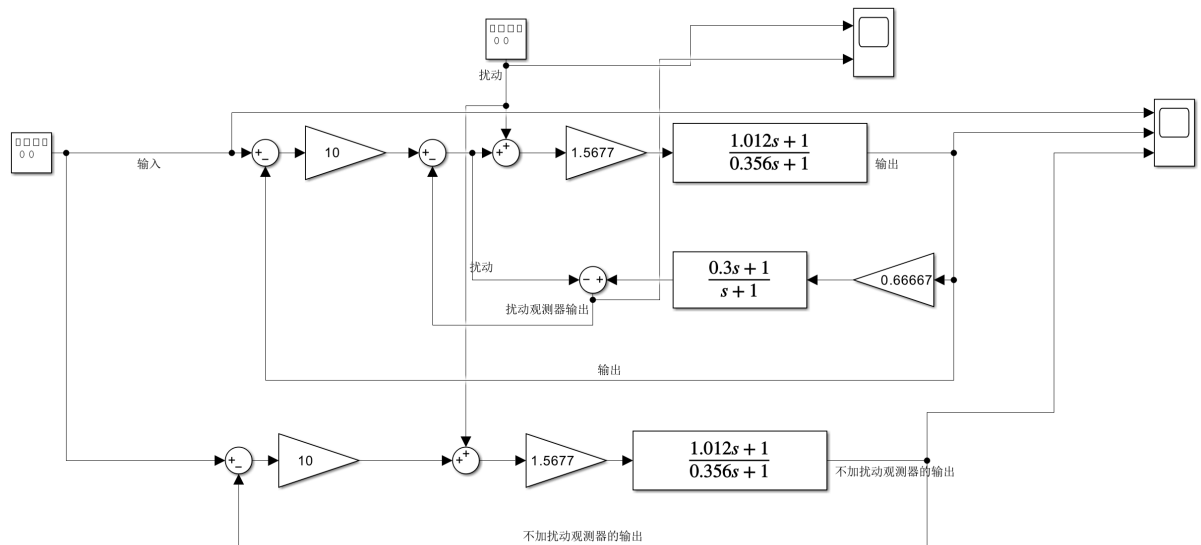 扰动
输入
10
1.5677
1.012s + 1
0.356s + 1
输出
扰动
0.3s + 1
s + 1
0.66667
扰动观测器输出
输出
10
1.5677
1.012s + 1
0.356s + 1
不加扰动观测器的输出
不加扰动观测器的输出